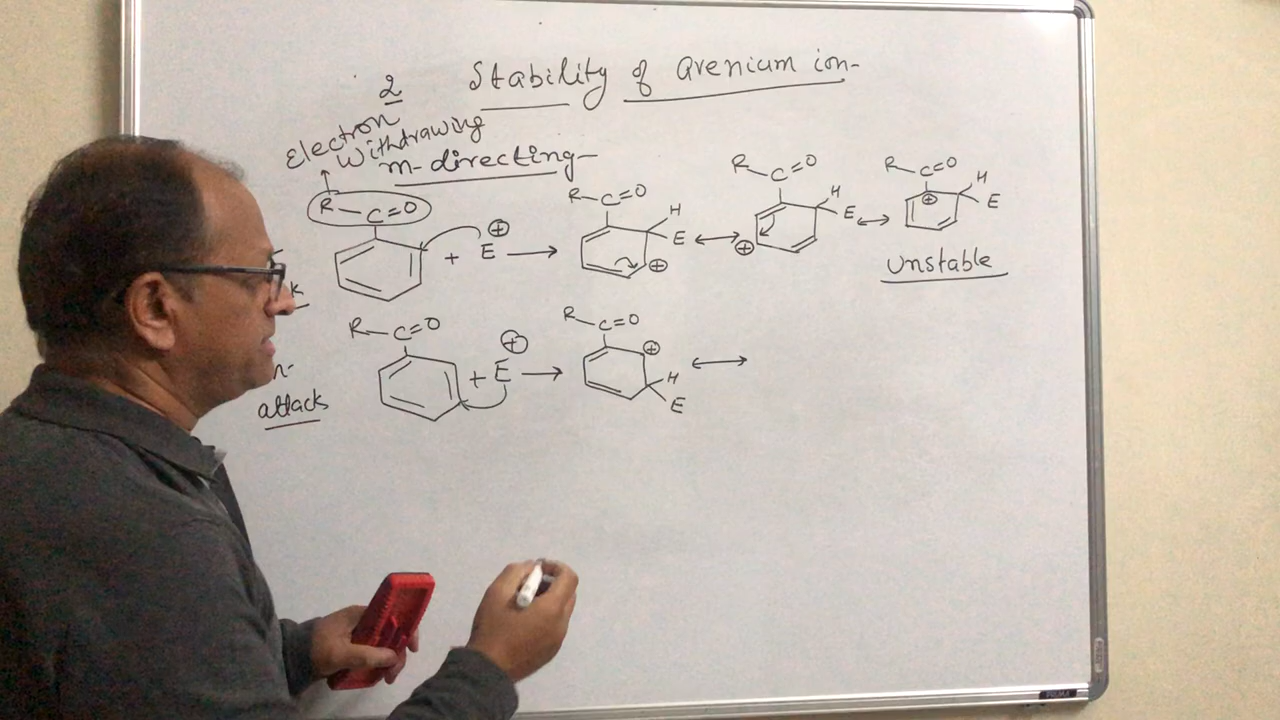 2 Stability of arenium ion-
Electron
Withdrawing
m-directing-
R C=O
R C=O
R C=O
R C=O
H
E
+ E ⊕ → ⊕ ↔ ⊕ H E ↔ ⊕ H E
Unstable
R C=O
R C=O
+ E ⊕ → ⊕ H E ↔
attack